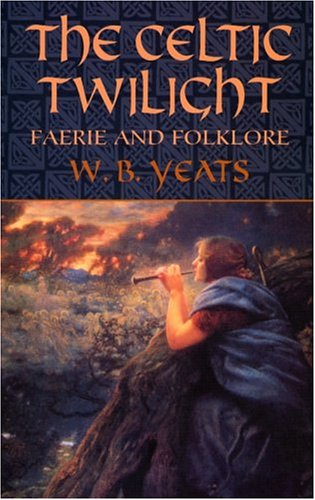 THE CELTIC
TWILIGHT
FAERIE AND FOLKLORE
W. B. YEATS